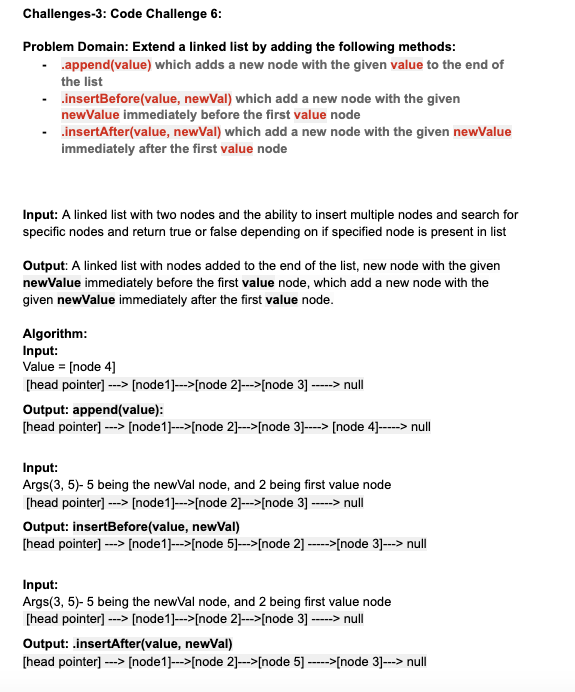 Challenges-3: Code Challenge 6:
Problem Domain: Extend a linked list by adding the following methods:
- .append(value) which adds a new node with the given value to the end of
the list
- .insertBefore(value, newVal) which add a new node with the given
newValue immediately before the first value node
- .insertAfter(value, newVal) which add a new node with the given newValue
immediately after the first value node
Input: A linked list with two nodes and the ability to insert multiple nodes and search for
specific nodes and return true or false depending on if specified node is present in list
Output: A linked list with nodes added to the end of the list, new node with the given
newValue immediately before the first value node, which add a new node with the
given newValue immediately after the first value node.
Algorithm:
Input:
Value = [node 4]
[head pointer] ---> [node1]--->[node 2]--->[node 3] -----> null
Output: append(value):
[head pointer] ---> [node1]--->[node 2]--->[node 3]----> [node 4]-----> null
Input:
Args(3, 5)- 5 being the newVal node, and 2 being first value node
[head pointer] ---> [node1]--->[node 2]--->[node 3] -----> null
Output: insertBefore(value, newVal)
[head pointer] ---> [node1]--->[node 5]--->[node 2] ----->[node 3]---> null
Input:
Args(3, 5)- 5 being the newVal node, and 2 being first value node
[head pointer] ---> [node1]--->[node 2]--->[node 3] -----> null
Output: .insertAfter(value, newVal)
[head pointer] ---> [node1]--->[node 2]--->[node 5] ----->[node 3]---> null